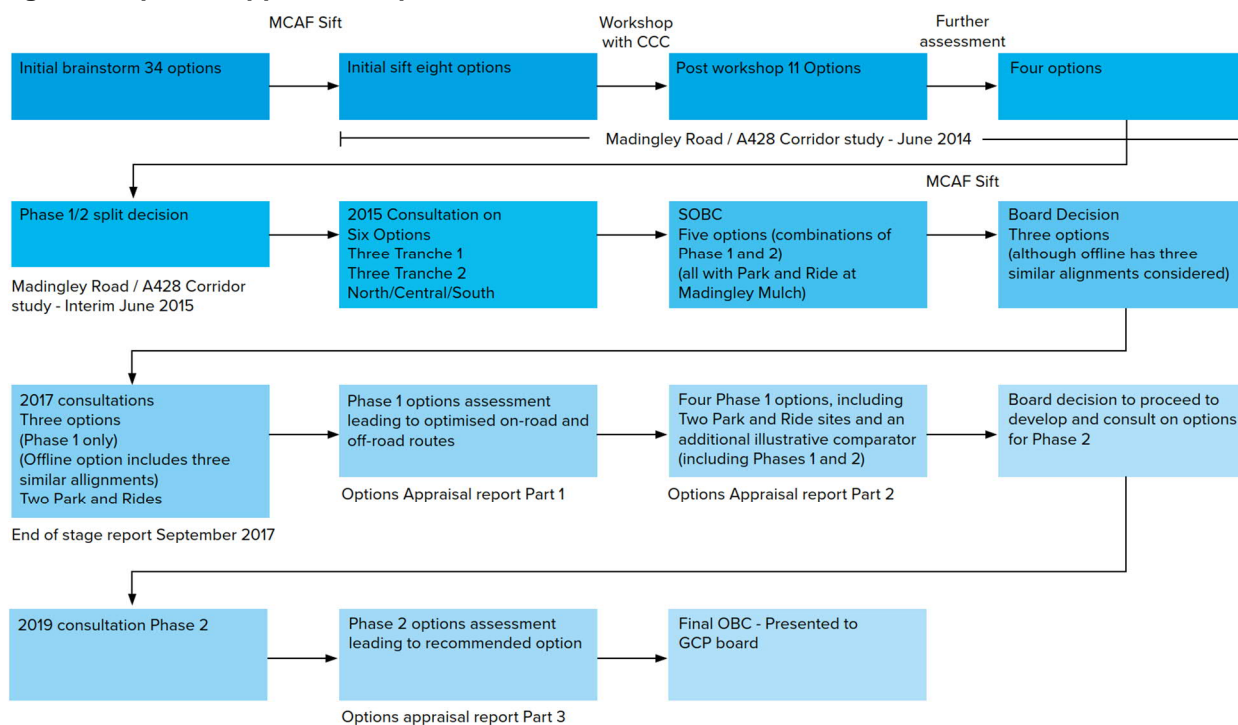 MCAF Sift
Workshop
with CCC
Further
assessment
Initial brainstorm 34 options
Initial sift eight options
Post workshop 11 Options
Four options
Madingley Road / A428 Corridor study - June 2014
MCAF Sift
Phase 1/2 split decision
2015 Consultation on
Six Options
Three Tranche 1
Three Tranche 2
North/Central/South
SOBC
Five options (combinations of
Phase 1 and 2)
(all with Park and Ride at
Madingley Mulch)
Board Decision
Three options
(although offline has three
similar alignments considered)
Madingley Road / A428 Corridor
study - Interim June 2015
2017 consultations
Three options
(Phase 1 only)
(Offline option includes three
similar allignments)
Two Park and Rides
Phase 1 options assessment
leading to optimised on-road and
off-road routes
Four Phase 1 options, including
Two Park and Ride sites and an
additional illustrative comparator
(including Phases 1 and 2)
Board decision to proceed to
develop and consult on options
for Phase 2
Options Appraisal report Part 1
Options Appraisal report Part 2
End of stage report September 2017
2019 consultation Phase 2
Phase 2 options assessment
leading to recommended option
Final OBC - Presented to
GCP board
Options appraisal report Part 3